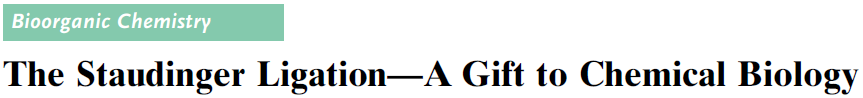 Bioorganic Chemistry
The Staudinger Ligation—A Gift to Chemical Biology